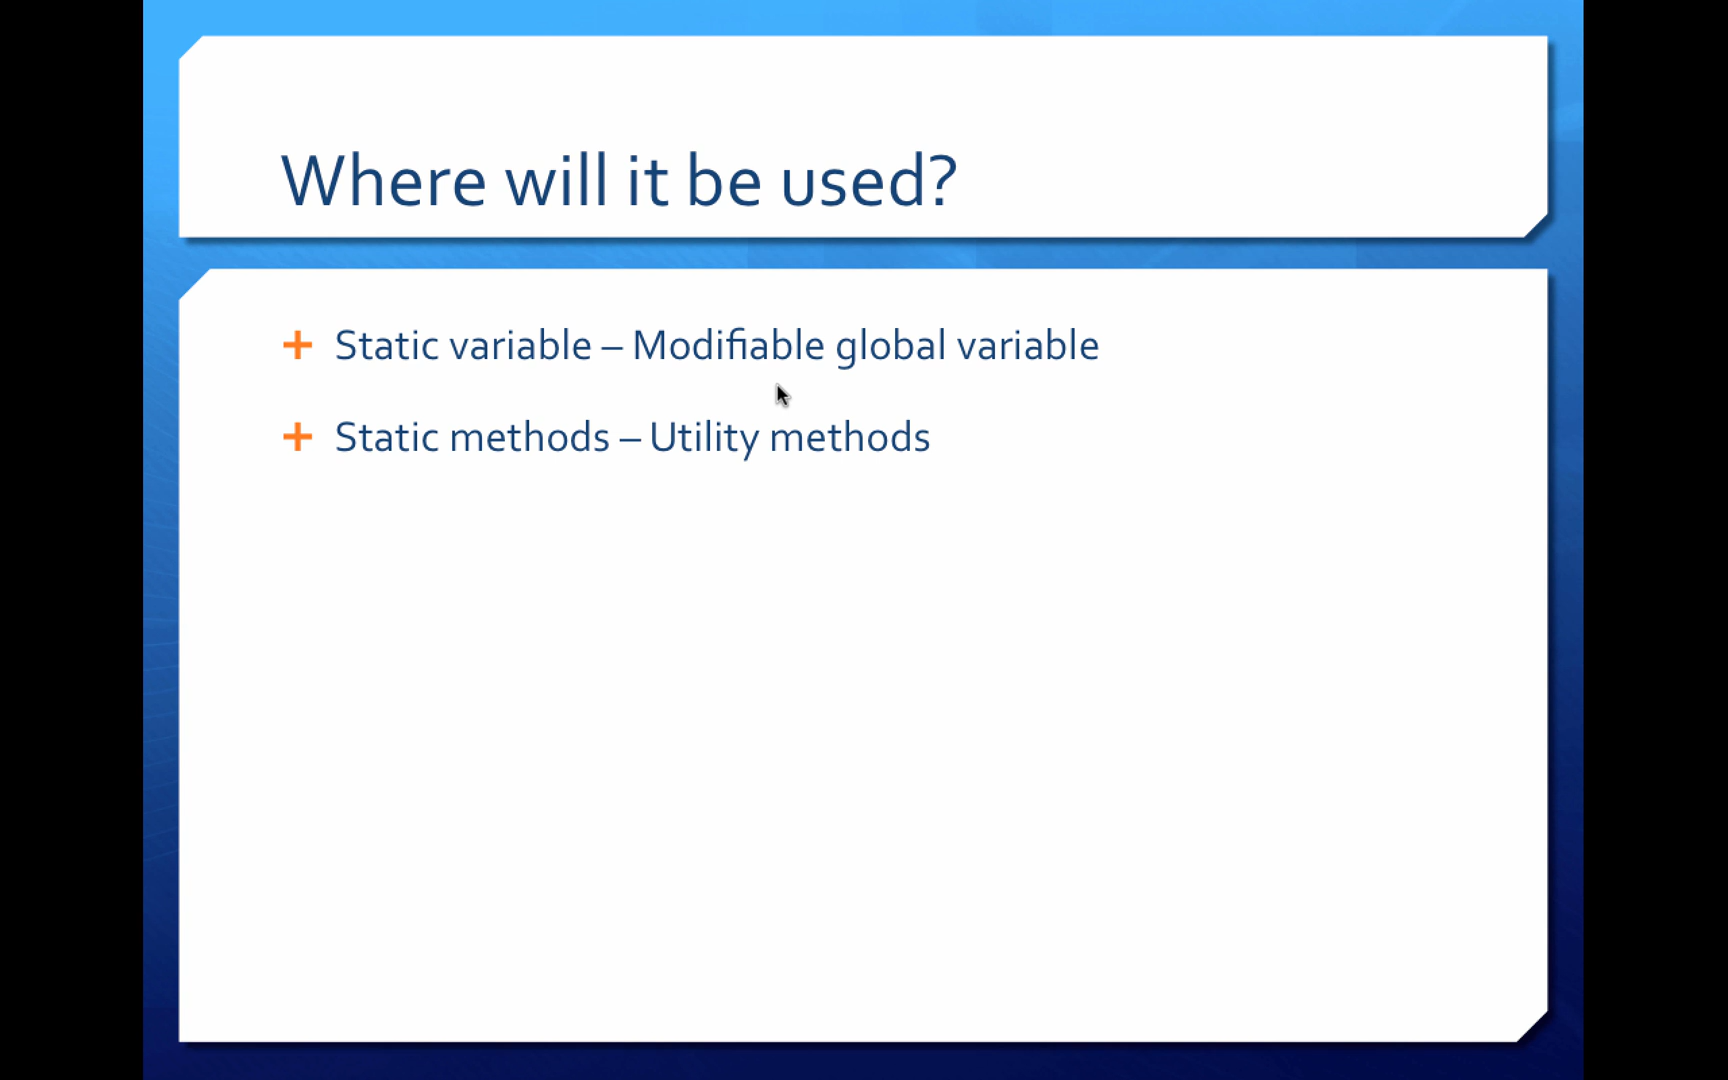 Where will it be used?
Static variable – Modifiable global variable
Static methods – Utility methods